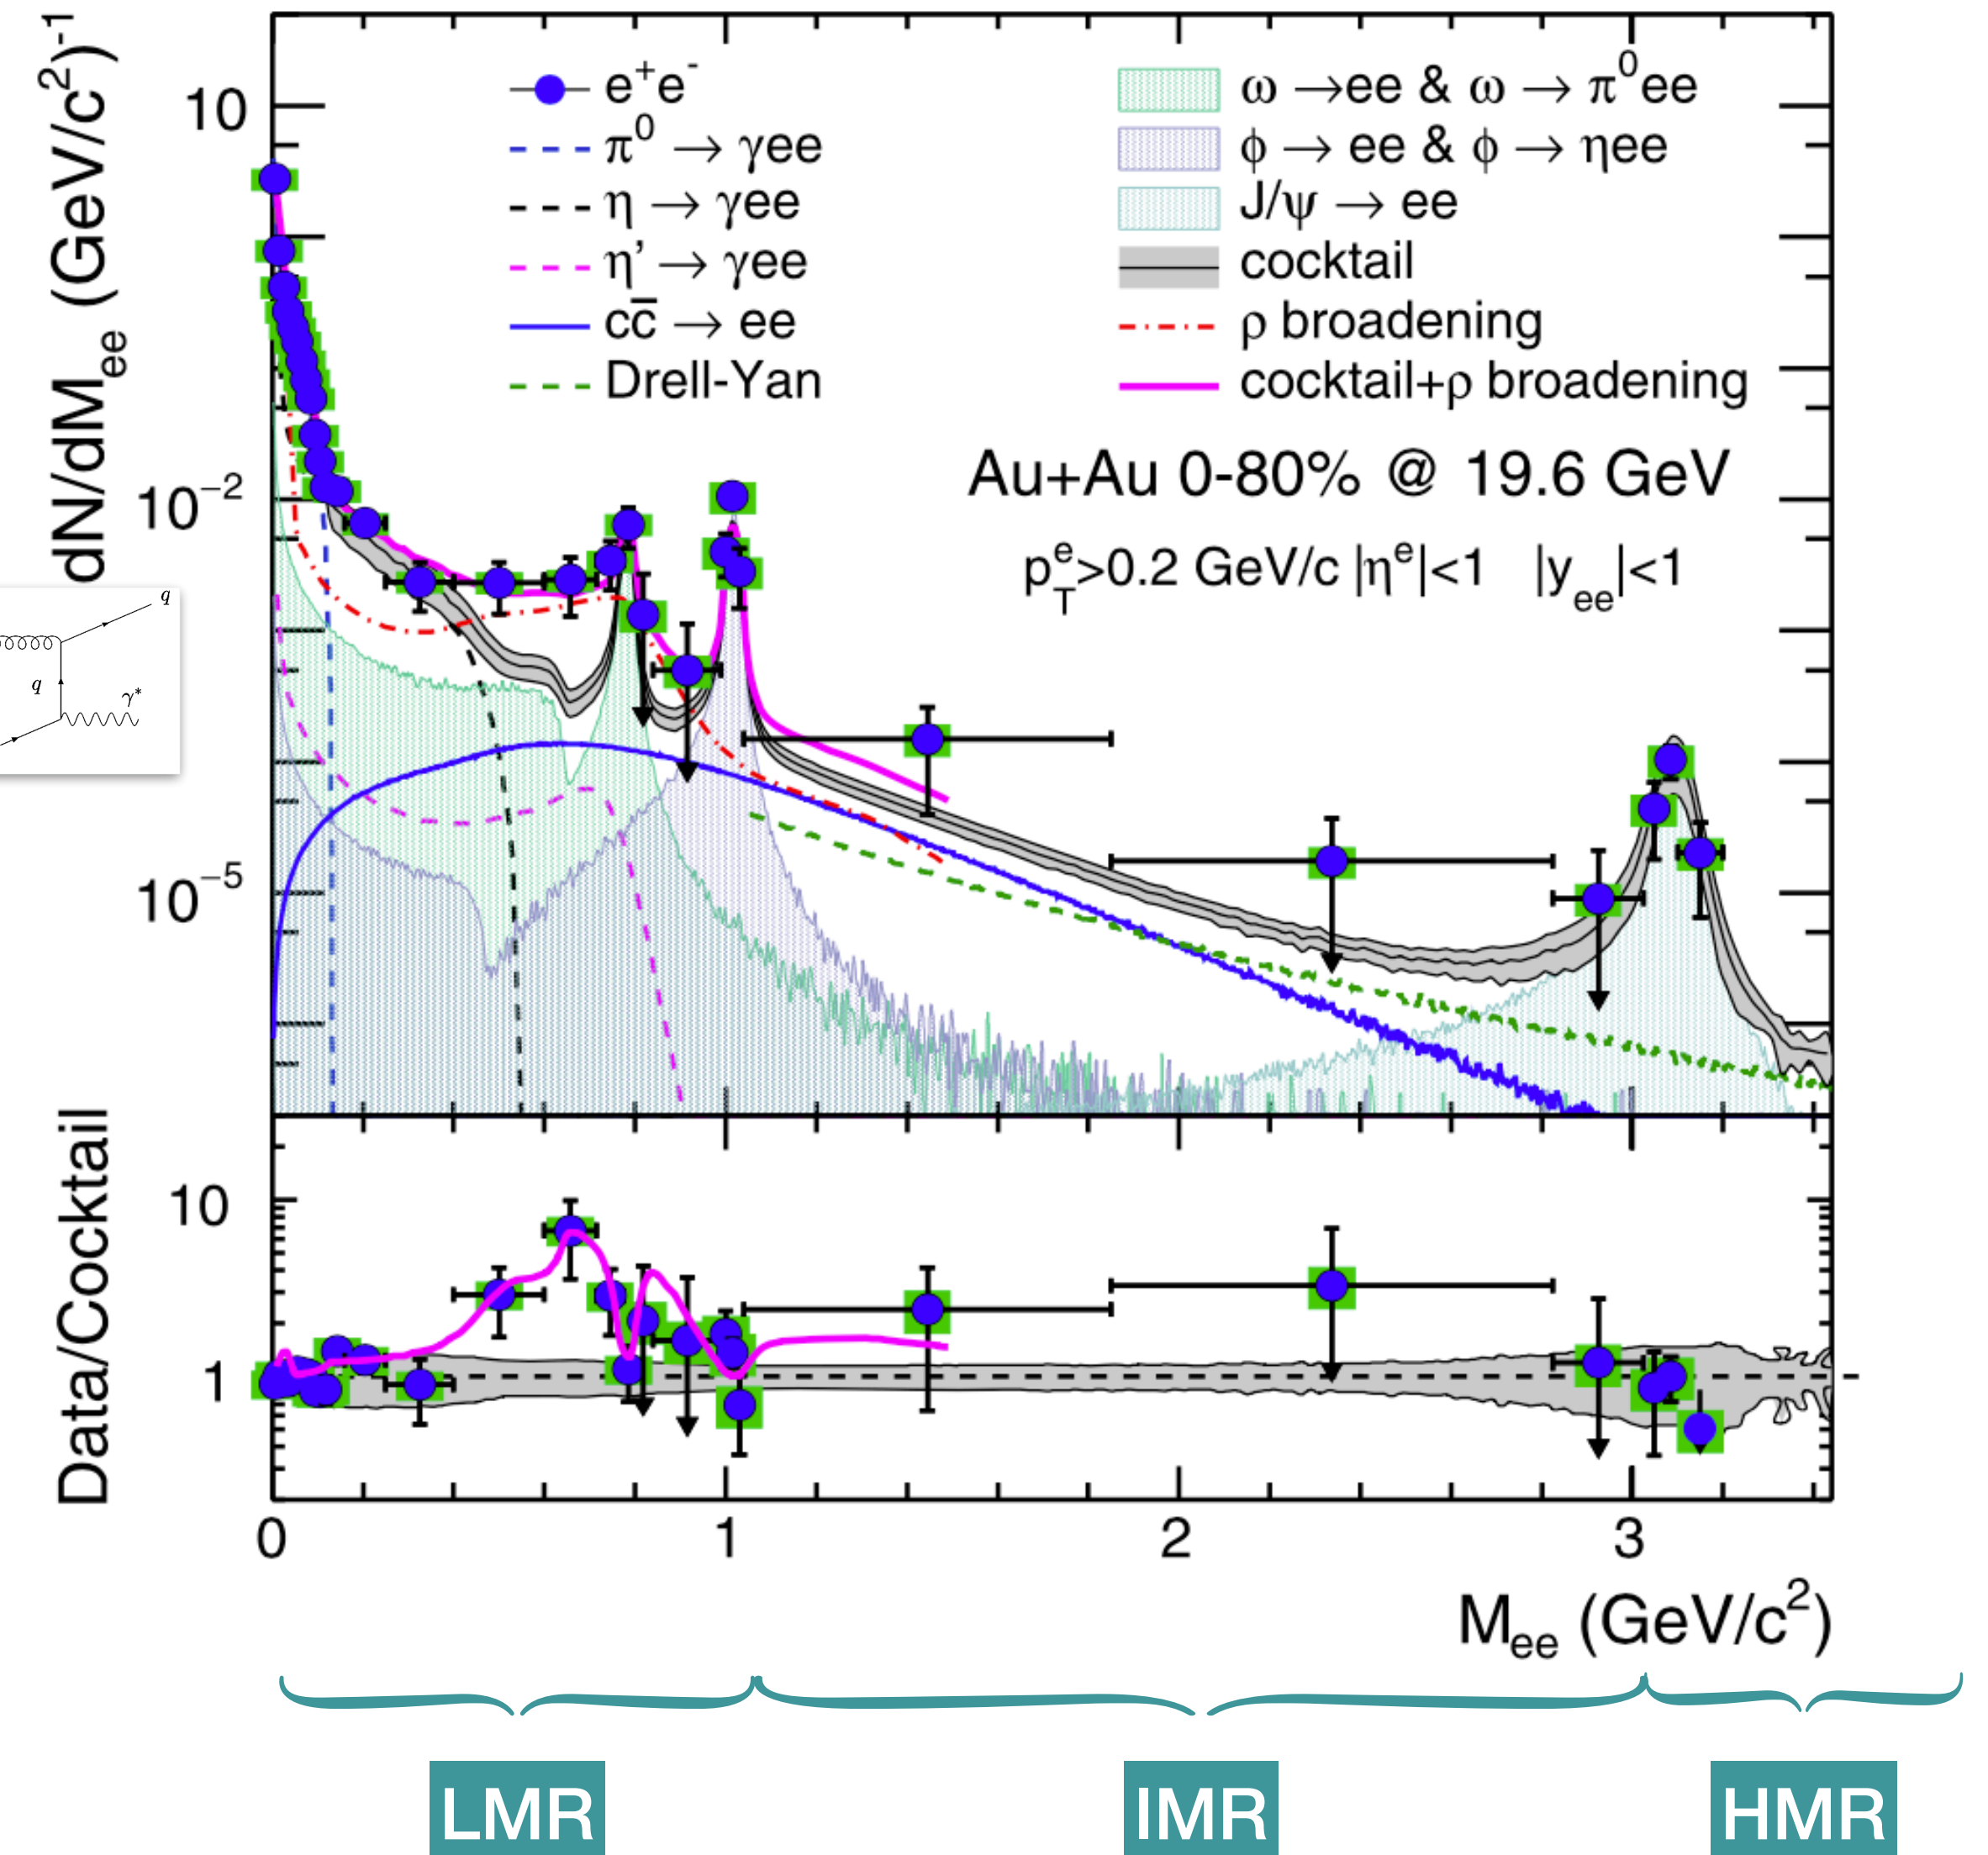 dN/dM_ee (GeV/c²)⁻¹
10
10⁻²
10⁻⁵
e⁺e⁻
π⁰ → γee
η → γee
η’ → γee
cc̄ → ee
Drell-Yan
ω →ee & ω → π⁰ee
ϕ → ee & ϕ → ηee
J/ψ → ee
cocktail
ρ broadening
cocktail+ρ broadening
Au+Au 0-80% @ 19.6 GeV
p_T^e>0.2 GeV/c |η^e|<1 |y_ee|<1
q
q
γ*
Data/Cocktail
10
1
0 1 2 3
M_ee (GeV/c²)
LMR IMR HMR